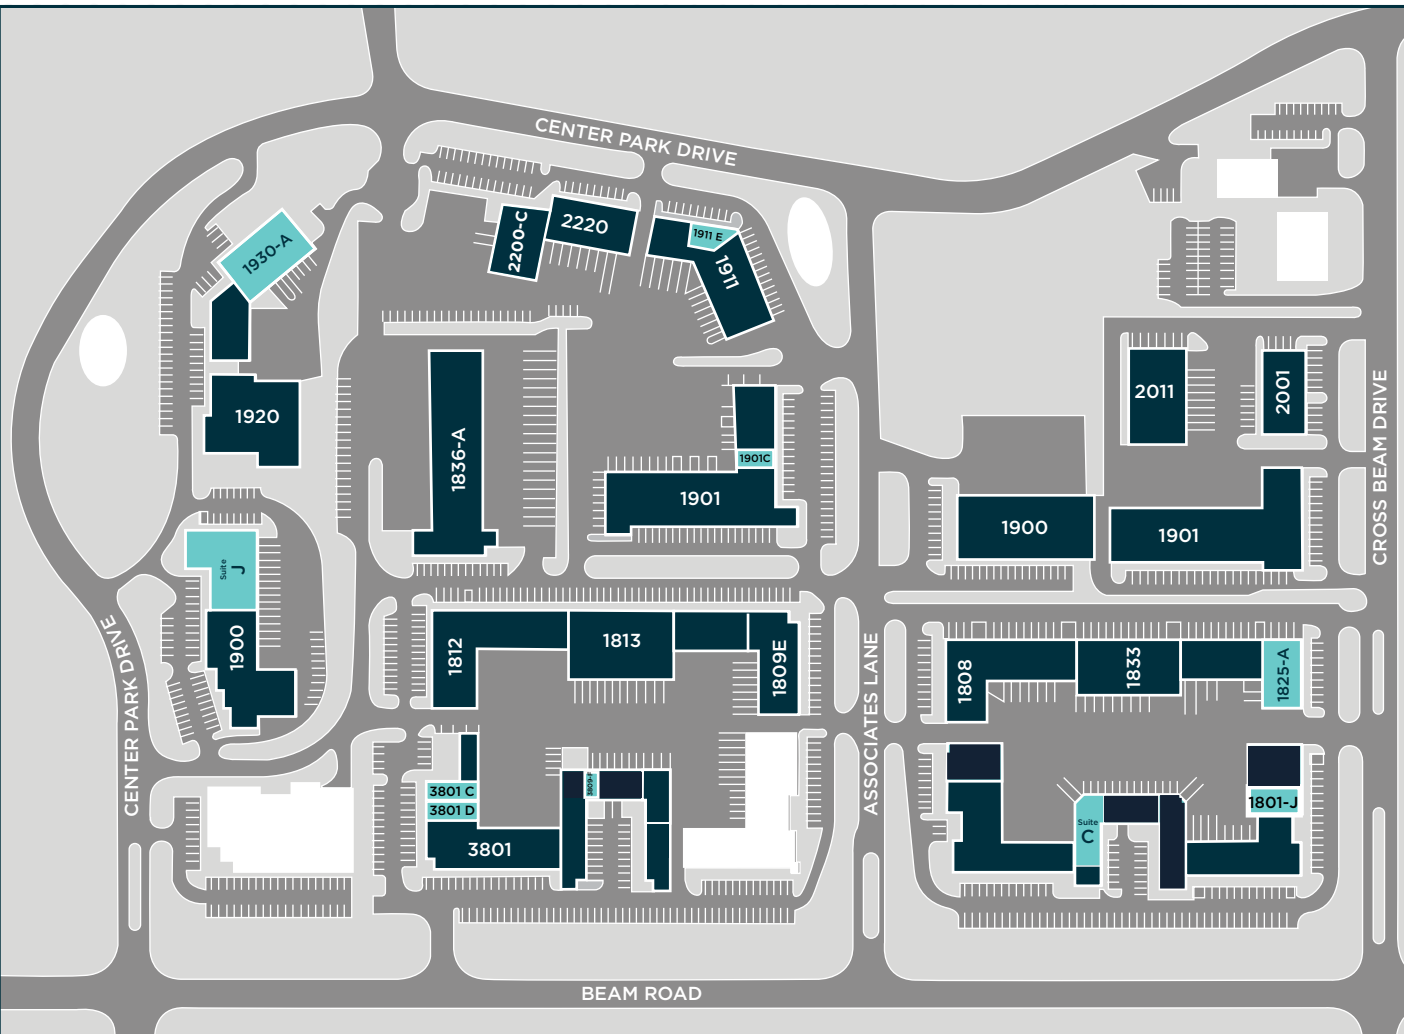 CENTER PARK DRIVE
2200-C
2220
1911 E
1911
1930-A
1920
1836-A
1901C
1901
2011
2001
CROSS BEAM DRIVE
1900
1901
Suite
J
1900
CENTER PARK DRIVE
1812
1813
1809E
ASSOCIATES LANE
1808
1833
1825-A
3801 C
3801 D
3801
3809-F
Suite
C
1801-J
BEAM ROAD